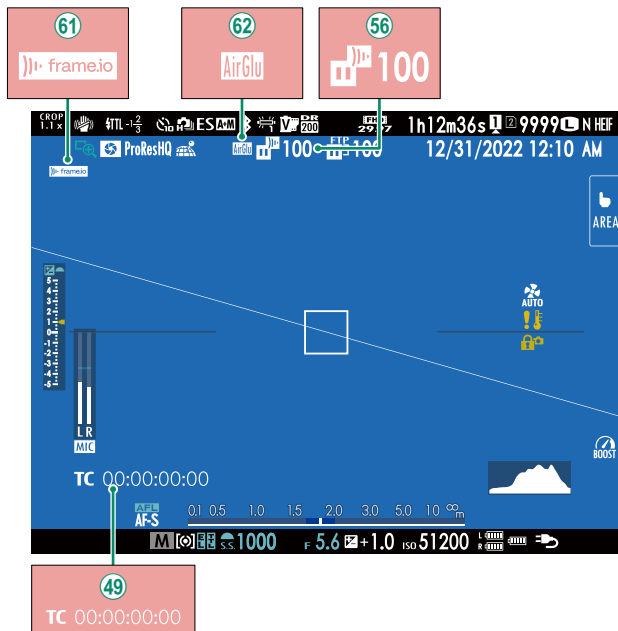 61 62 56
frame.io AirGlu 100
CROP 1.1x TTL -1 2/3 10 H ES A+M V DR 200 FHD 29.97 1h12m36s 1 2 9999 L N HEIF
ProResHQ AirGlu 100 FTP 100 12/31/2022 12:10 AM
frame.io
AREA
5
4
3
2
1
0
-1
-2
-3
-4
-5
AUTO
L R
MIC
BOOST
TC 00:00:00:00
AFL
AF-S 0.1 0.5 1.0 1.5 2.0 3.0 5.0 10 ∞ m
M S.S. 1000 F 5.6 +1.0 ISO 51200 L R
49
TC 00:00:00:00